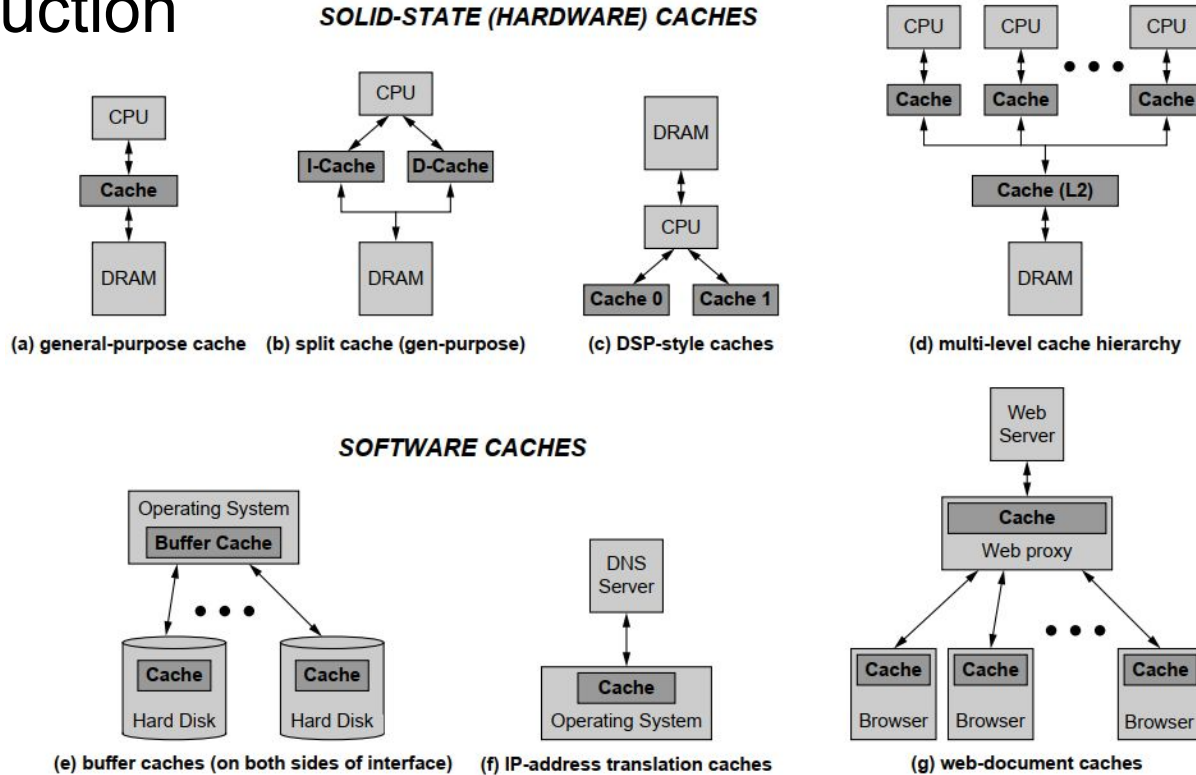 uction
SOLID-STATE (HARDWARE) CACHES
CPU
Cache
DRAM
(a) general-purpose cache
CPU
I-Cache D-Cache
DRAM
(b) split cache (gen-purpose)
DRAM
CPU
Cache 0 Cache 1
(c) DSP-style caches
CPU CPU CPU
Cache Cache Cache
Cache (L2)
DRAM
(d) multi-level cache hierarchy
SOFTWARE CACHES
Operating System
Buffer Cache
Cache Cache
Hard Disk Hard Disk
(e) buffer caches (on both sides of interface)
DNS
Server
Cache
Operating System
(f) IP-address translation caches
Web
Server
Cache
Web proxy
Cache Cache Cache
Browser Browser Browser
(g) web-document caches